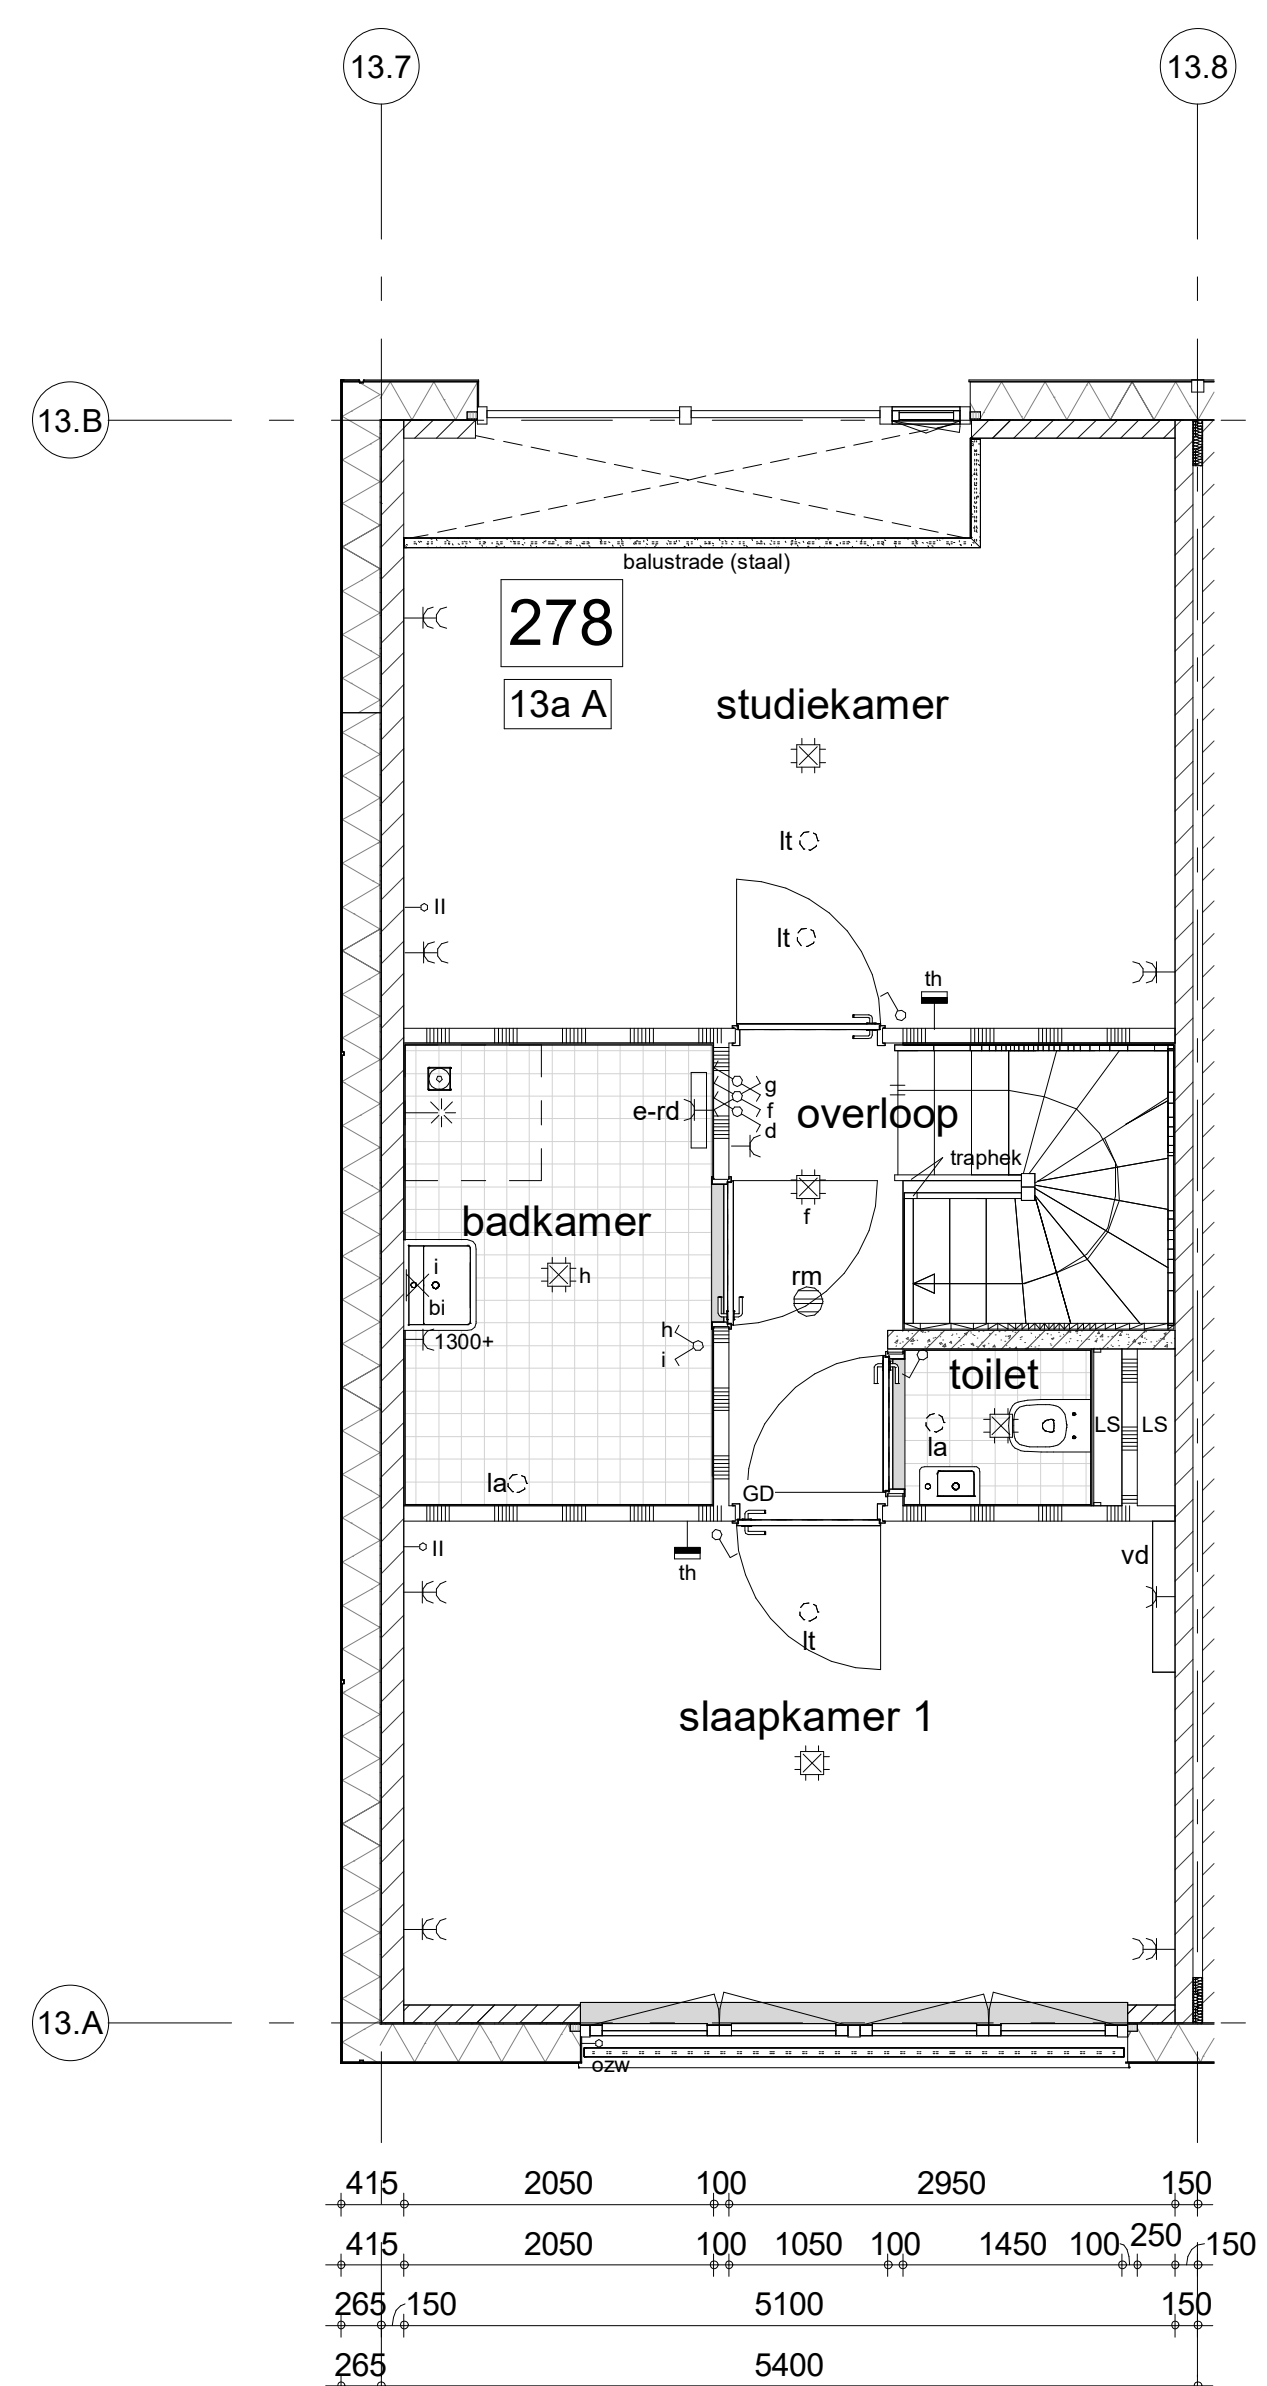 13.7
13.8
13.B
balustrade (staal)
278
13a A
studiekamer
lt
II
lt
th
g
e-rd
f
overloop
d
traphek
badkamer
f
i
h
rm
bi
h
1300+
i
toilet
la
LS
LS
la
GD
II
th
vd
lt
slaapkamer 1
13.A
ozw
415 2050 100 2950 150
415 2050 100 1050 100 1450 100 250 150
265 150 5100 150
265 5400